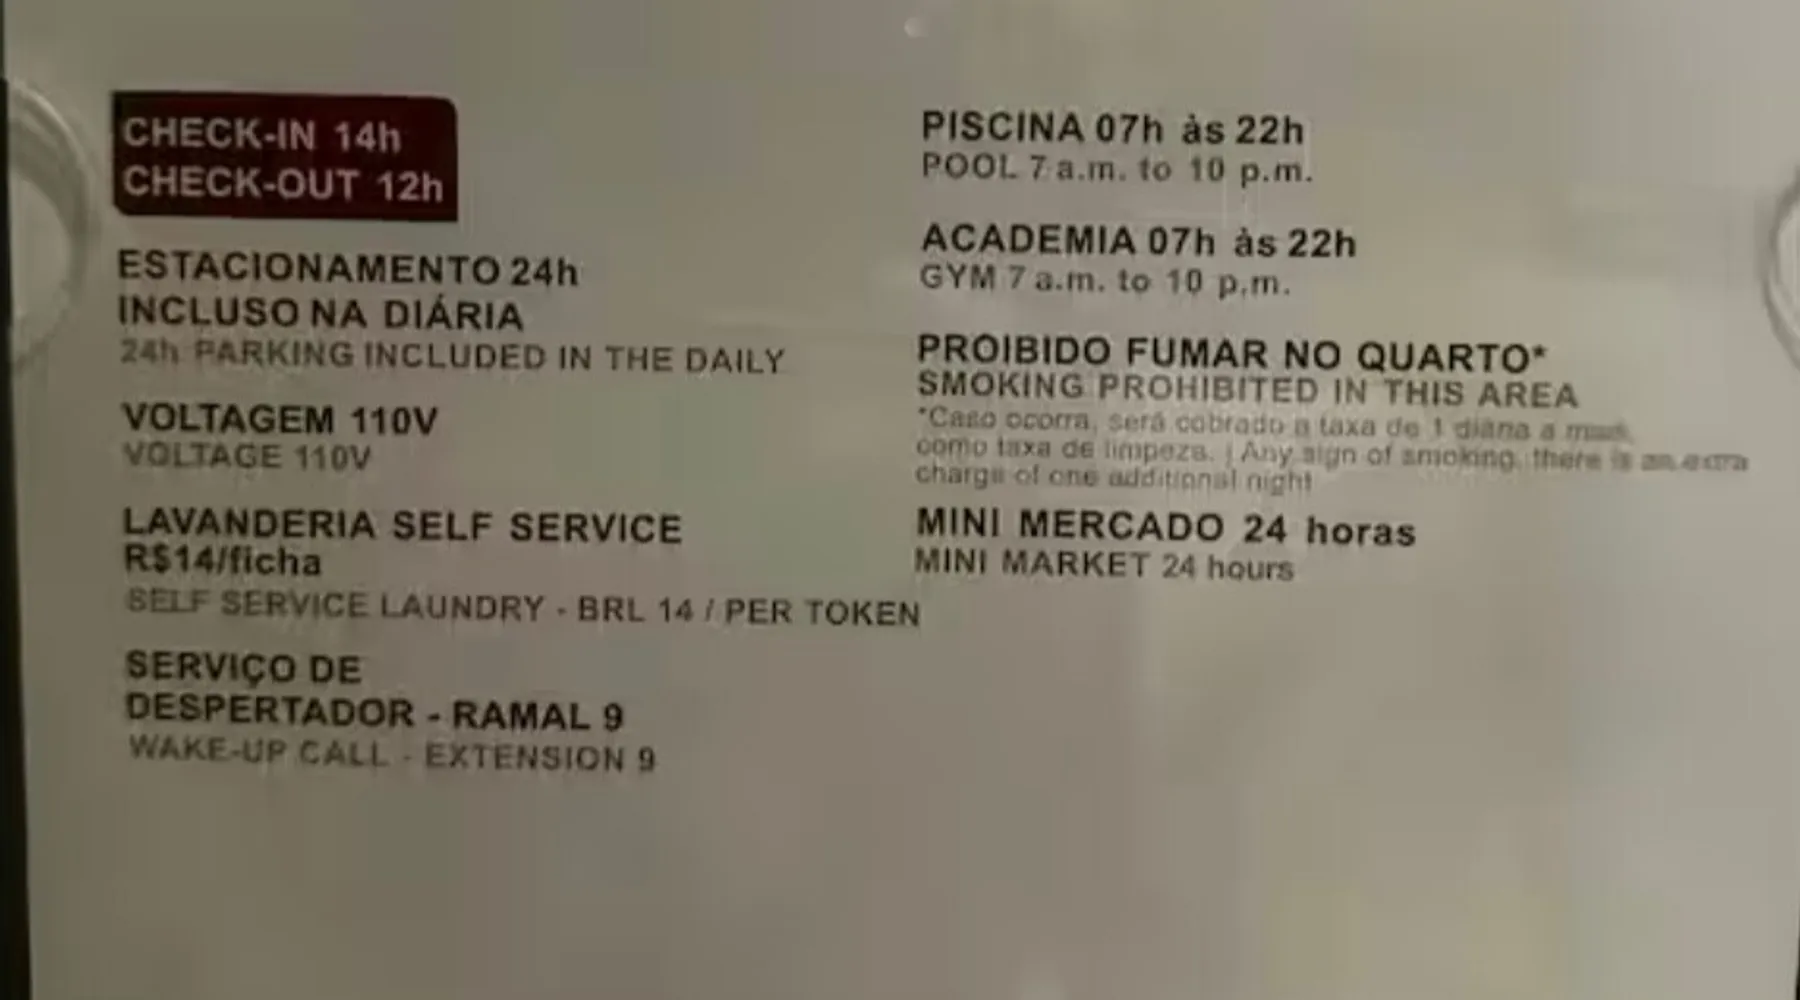 CHECK-IN 14h
CHECK-OUT 12h
ESTACIONAMENTO 24h
INCLUSO NA DIÁRIA
24h PARKING INCLUDED IN THE DAILY
VOLTAGEM 110V
VOLTAGE 110V
LAVANDERIA SELF SERVICE
R$14/ficha
SELF SERVICE LAUNDRY - BRL 14 / PER TOKEN
SERVIÇO DE
DESPERTADOR - RAMAL 9
WAKE-UP CALL - EXTENSION 9
PISCINA 07h às 22h
POOL 7 a.m. to 10 p.m.
ACADEMIA 07h às 22h
GYM 7 a.m. to 10 p.m.
PROIBIDO FUMAR NO QUARTO*
SMOKING PROHIBITED IN THIS AREA
*Caso ocorra, será cobrado a taxa de 1 diária a mais,
como taxa de limpeza. | Any sign of smoking, there is an extra
charge of one additional night
MINI MERCADO 24 horas
MINI MARKET 24 hours